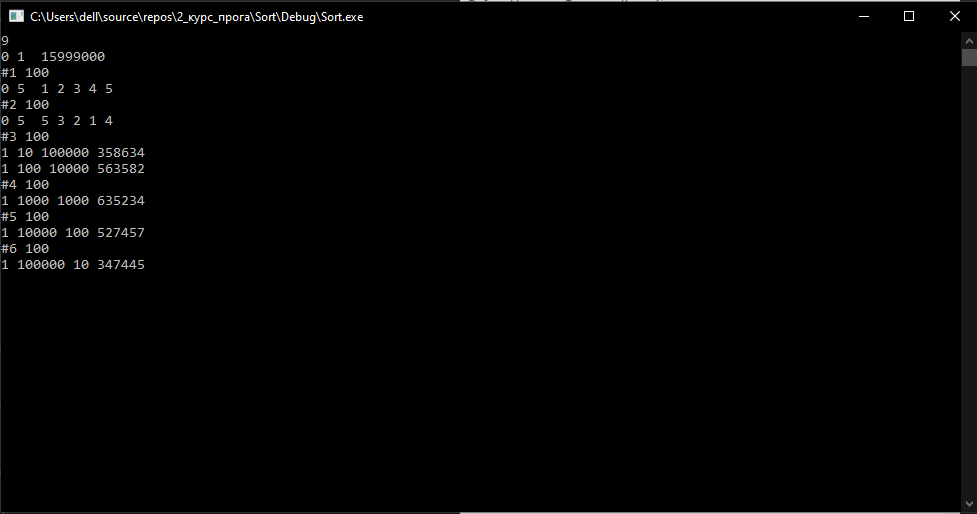 C:\Users\dell\source\repos\2_курс_прога\Sort\Debug\Sort.exe
9
0 1  15999000
#1 100
0 5  1 2 3 4 5
#2 100
0 5  5 3 2 1 4
#3 100
1 10 100000 358634
1 100 10000 563582
#4 100
1 1000 1000 635234
#5 100
1 10000 100 527457
#6 100
1 100000 10 347445